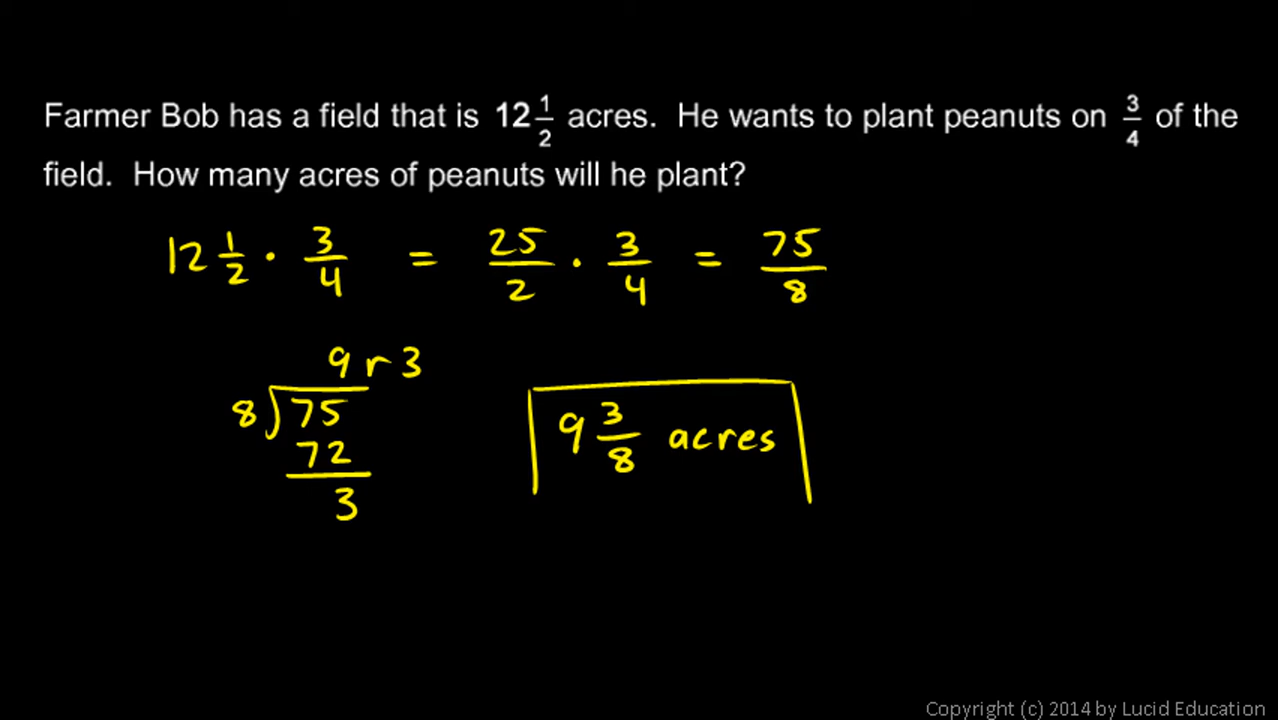 Farmer Bob has a field that is 12 1/2 acres. He wants to plant peanuts on 3/4 of the
field. How many acres of peanuts will he plant?
12 1/2 · 3/4 = 25/2 · 3/4 = 75/8
9 r 3
8)75
72
3
9 3/8 acres
Copyright (c) 2014 by Lucid Education